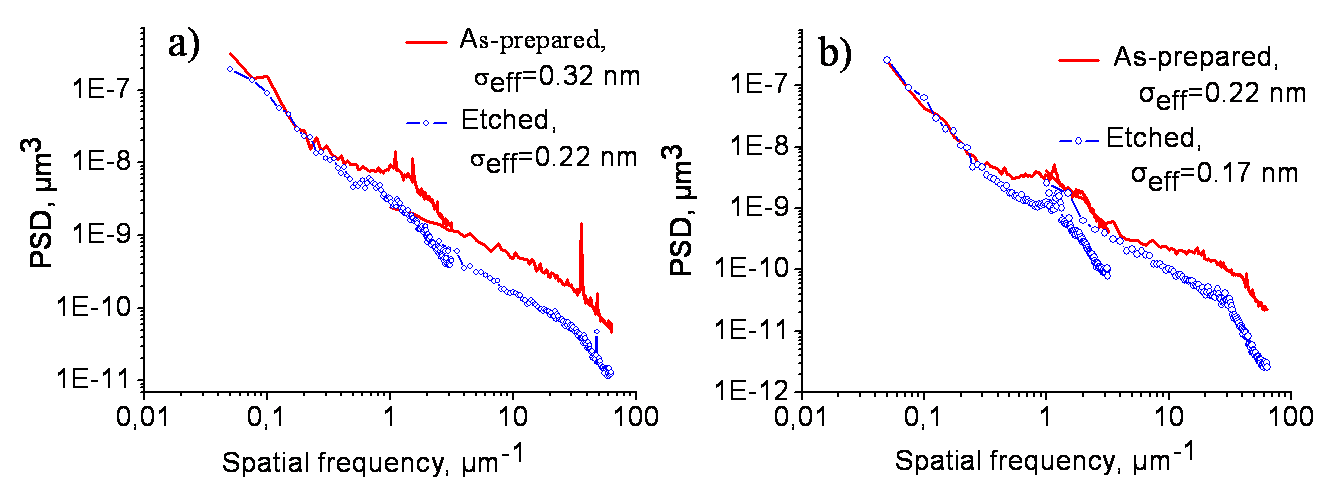 a)
As-prepared,
σeff=0.32 nm
Etched,
σeff=0.22 nm
PSD, µm3
1E-7
1E-8
1E-9
1E-10
1E-11
0,01 0,1 1 10 100
Spatial frequency, µm-1
b)
As-prepared,
σeff=0.22 nm
Etched,
σeff=0.17 nm
PSD, µm3
1E-7
1E-8
1E-9
1E-10
1E-11
1E-12
0,01 0,1 1 10 100
Spatial frequency, µm-1